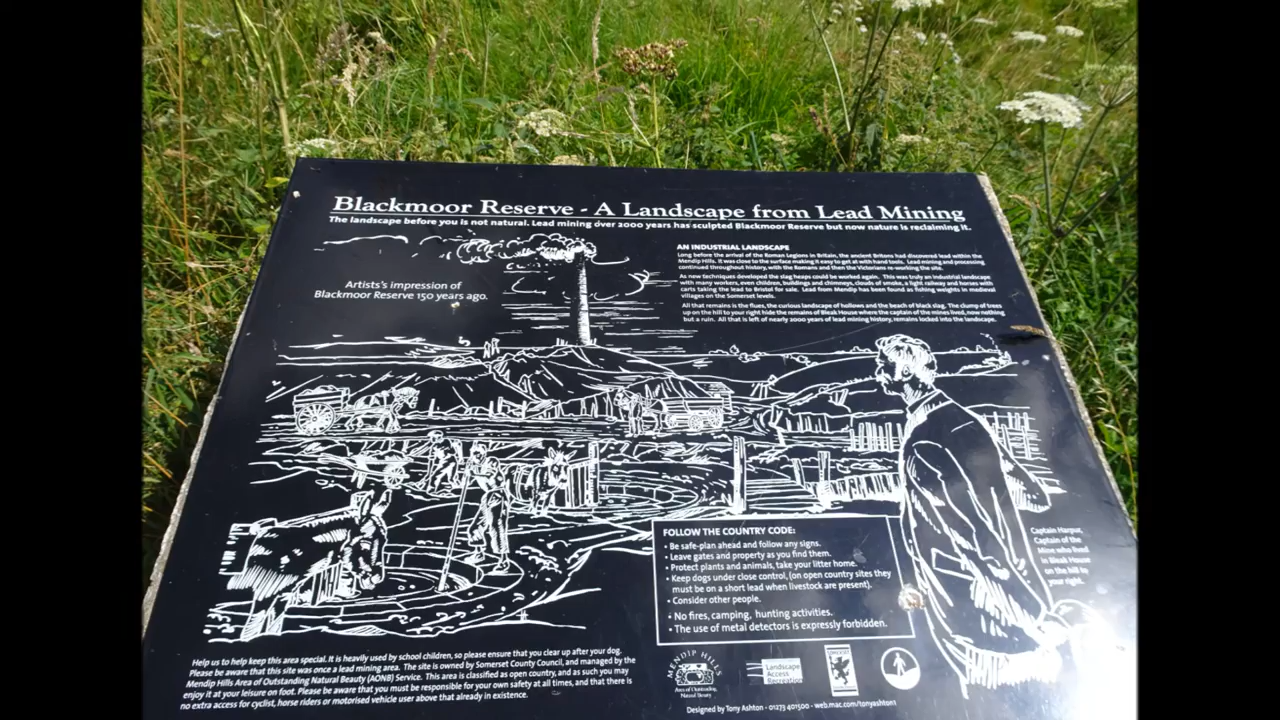 Blackmoor Reserve - A Landscape from Lead Mining
The landscape before you is not natural. Lead mining over 2000 years has sculpted Blackmoor Reserve but now nature is reclaiming it.
Artists's impression of
Blackmoor Reserve 150 years ago.
AN INDUSTRIAL LANDSCAPE
Long before the arrival of the Roman Legions in Britain, the ancient Britons had discovered lead within the
Mendip Hills. It was close to the surface making it easy to get at with hand tools. Lead mining and processing
continued throughout history, with the Romans and then the Victorians re-working the site.
As new techniques developed the slag heaps could be worked again. This was truly an industrial landscape
with many workers, even children, buildings and chimneys, clouds of smoke, a light railway and horses with
carts taking the lead to Bristol for sale. Lead from Mendip has been found as fishing weights in medieval
villages on the Somerset levels.
All that remains is the flues, the curious landscape of hollows and the beach of black slag. The clump of trees
up on the hill to your right hide the remains of Bleak House where the captain of the mines lived, now nothing
but a ruin. All that is left of nearly 2000 years of lead mining history, remains locked into the landscape.
Captain Harpur,
Captain of the
Mine who lived
in Bleak House
on the hill to
your right.
FOLLOW THE COUNTRY CODE:
• Be safe-plan ahead and follow any signs.
• Leave gates and property as you find them.
• Protect plants and animals, take your litter home.
• Keep dogs under close control, (on open country sites they
must be on a short lead when livestock are present).
• Consider other people.
• No fires, camping, hunting activities.
• The use of metal detectors is expressly forbidden.
Help us to help keep this area special. It is heavily used by school children, so please ensure that you clear up after your dog.
Please be aware that this site was once a lead mining area. The site is owned by Somerset County Council, and managed by the
Mendip Hills Area of Outstanding Natural Beauty (AONB) Service. This area is classified as open country, and as such you may
enjoy it at your leisure on foot. Please be aware that you must be responsible for your own safety at all times, and that there is
no extra access for cyclist, horse riders or motorised vehicle user above that already in existence.
MENDIP HILLS
Area of Outstanding
Natural Beauty
Landscape
Access
Recreation
SOMERSET
Designed by Tony Ashton - 01273 401500 - web.mac.com/tonyashton1